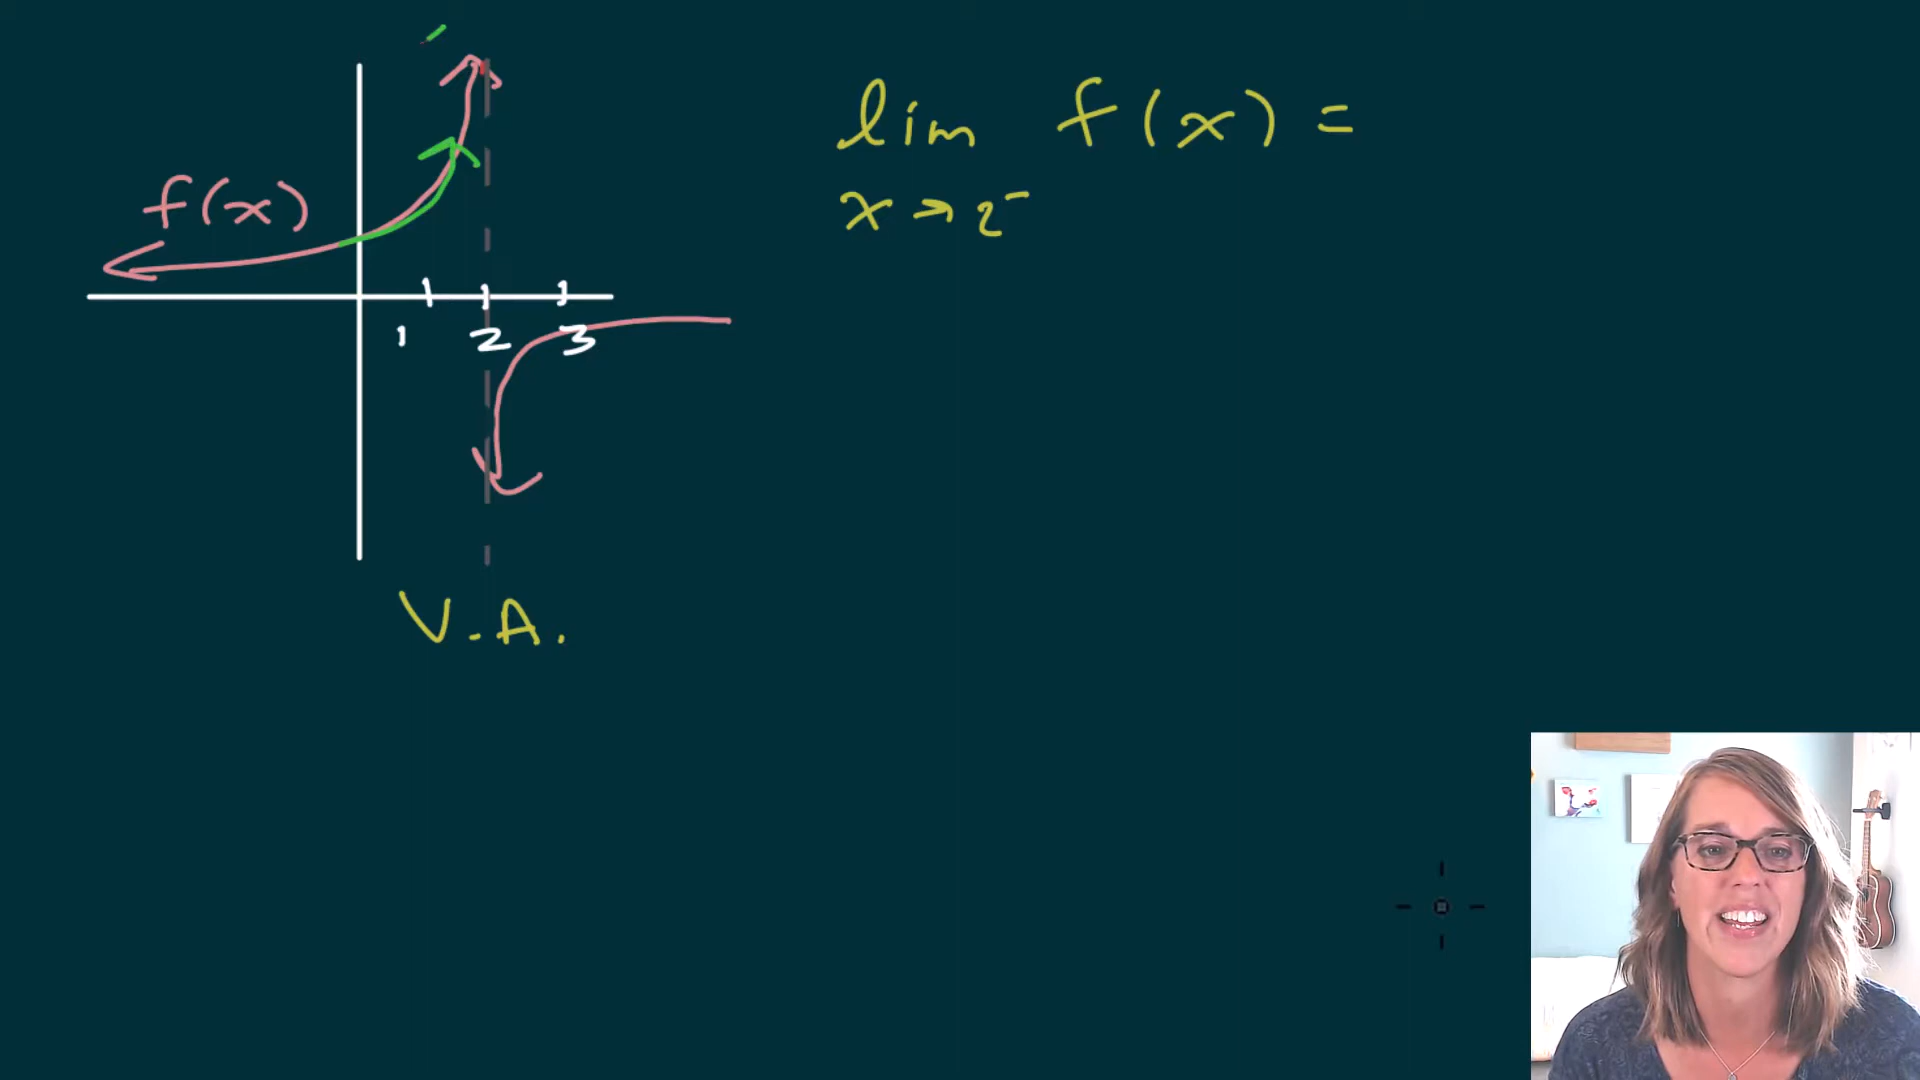 lim f(x) =
x→2⁻
f(x)
1 2 3
V.A.